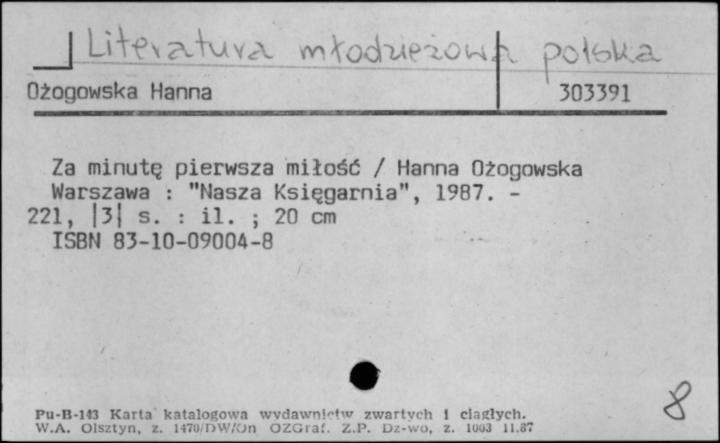 Literatura młodzieżowa polska
Ożogowska Hanna 303391
Za minutę pierwsza miłość / Hanna Ożogowska
Warszawa : "Nasza Księgarnia", 1987. -
221, |3| s. : il. ; 20 cm
ISBN 83-10-09004-8
8
Pu-B-143 Karta katalogowa wydawnictw zwartych i ciągłych.
W.A. Olsztyn, z. 1470/DW/On OZGraf. Z.P. Dz-wo, z. 1003 11.87